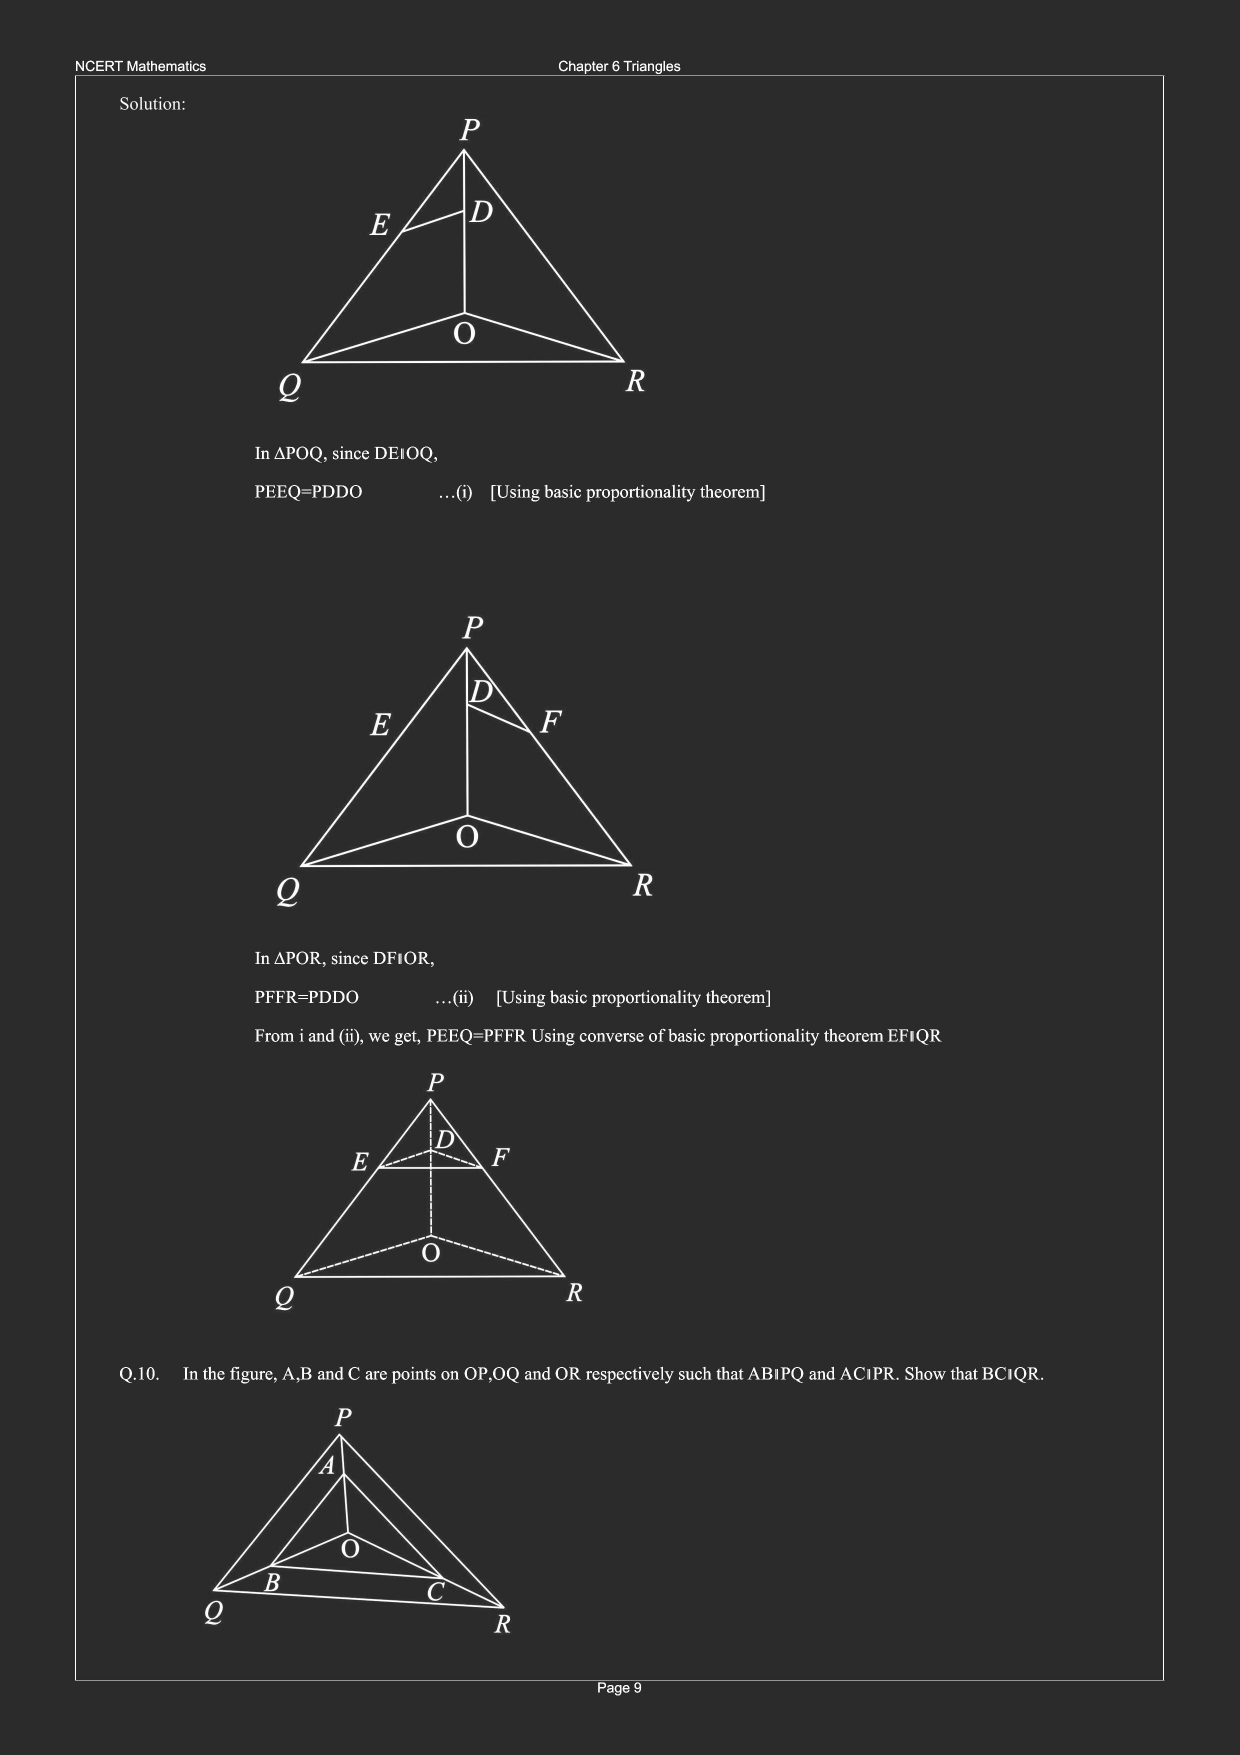 NCERT Mathematics Chapter 6 Triangles
Solution:
P
E D
O
Q R
In ΔPOQ, since DE∥OQ,
PEEQ=PDDO …(i) [Using basic proportionality theorem]
P
D
E F
O
Q R
In ΔPOR, since DF∥OR,
PFFR=PDDO …(ii) [Using basic proportionality theorem]
From i and (ii), we get, PEEQ=PFFR Using converse of basic proportionality theorem EF∥QR
P
D
E F
O
Q R
Q.10. In the figure, A,B and C are points on OP,OQ and OR respectively such that AB∥PQ and AC∥PR. Show that BC∥QR.
P
A
O
B C
Q R
Page 9